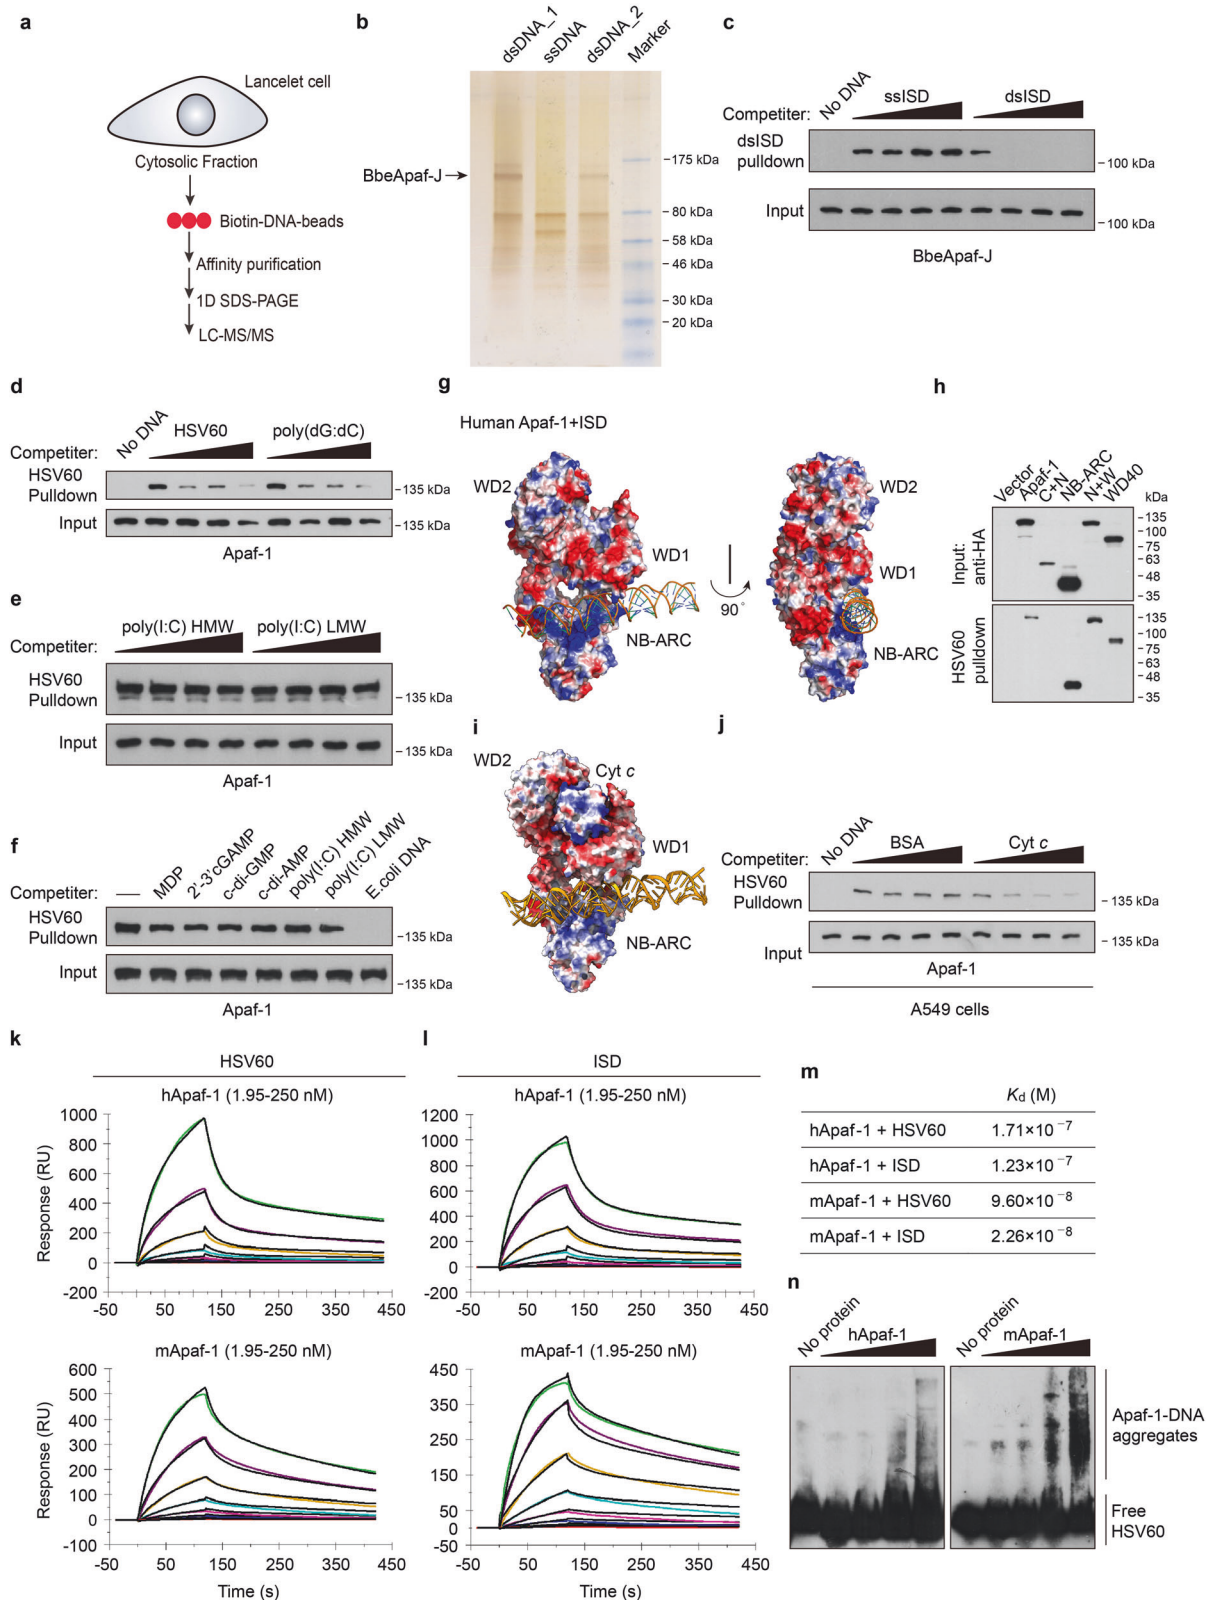 a
Lancelet cell
Cytosolic Fraction
Biotin-DNA-beads
Affinity purification
1D SDS-PAGE
LC-MS/MS
b
dsDNA_1
ssDNA
dsDNA_2
Marker
BbeApaf-J
175 kDa
80 kDa
58 kDa
46 kDa
30 kDa
20 kDa
c
Competiter:
No DNA
ssISD
dsISD
dsISD
pulldown
100 kDa
Input
100 kDa
BbeApaf-J
d
Competiter:
No DNA
HSV60
poly(dG:dC)
HSV60
Pulldown
135 kDa
Input
135 kDa
Apaf-1
e
Competiter:
poly(I:C) HMW
poly(I:C) LMW
HSV60
Pulldown
135 kDa
Input
135 kDa
Apaf-1
f
Competiter:
—
MDP
2'-3'cGAMP
c-di-GMP
c-di-AMP
poly(I:C) HMW
poly(I:C) LMW
E.coli DNA
HSV60
Pulldown
135 kDa
Input
135 kDa
Apaf-1
g
Human Apaf-1+ISD
WD2
WD1
NB-ARC
90°
WD2
WD1
NB-ARC
h
Vector
Apaf-1
C+N
NB-ARC
N+W
WD40
kDa
Input:
anti-HA
135
100
75
63
48
35
HSV60
pulldown
135
100
75
63
48
35
i
WD2
Cyt c
WD1
NB-ARC
j
Competiter:
No DNA
BSA
Cyt c
HSV60
Pulldown
135 kDa
Input
135 kDa
Apaf-1
A549 cells
k
HSV60
hApaf-1 (1.95-250 nM)
Response (RU)
1000
800
600
400
200
0
-200
-50
50
150
250
350
450
mApaf-1 (1.95-250 nM)
Response (RU)
600
500
400
300
200
100
0
-100
-50
50
150
250
350
450
Time (s)
l
ISD
hApaf-1 (1.95-250 nM)
1200
1000
800
600
400
200
0
-200
-50
50
150
250
350
450
mApaf-1 (1.95-250 nM)
450
350
250
150
50
0
-50
-50
50
150
250
350
450
Time (s)
m
Kd (M)
hApaf-1 + HSV60 1.71×10⁻⁷
hApaf-1 + ISD 1.23×10⁻⁷
mApaf-1 + HSV60 9.60×10⁻⁸
mApaf-1 + ISD 2.26×10⁻⁸
n
No protein
hApaf-1
No protein
mApaf-1
Apaf-1-DNA
aggregates
Free
HSV60